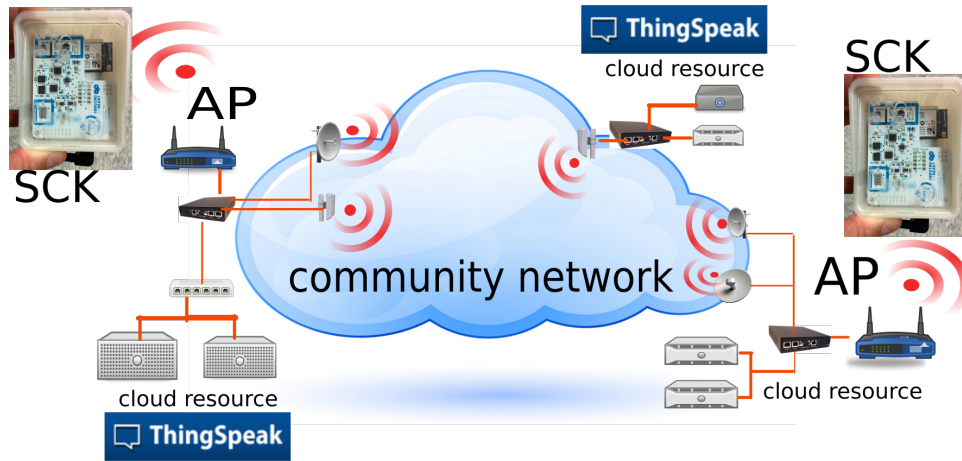 ThingSpeak
cloud resource
SCK
AP
SCK
community network
AP
cloud resource
cloud resource
ThingSpeak